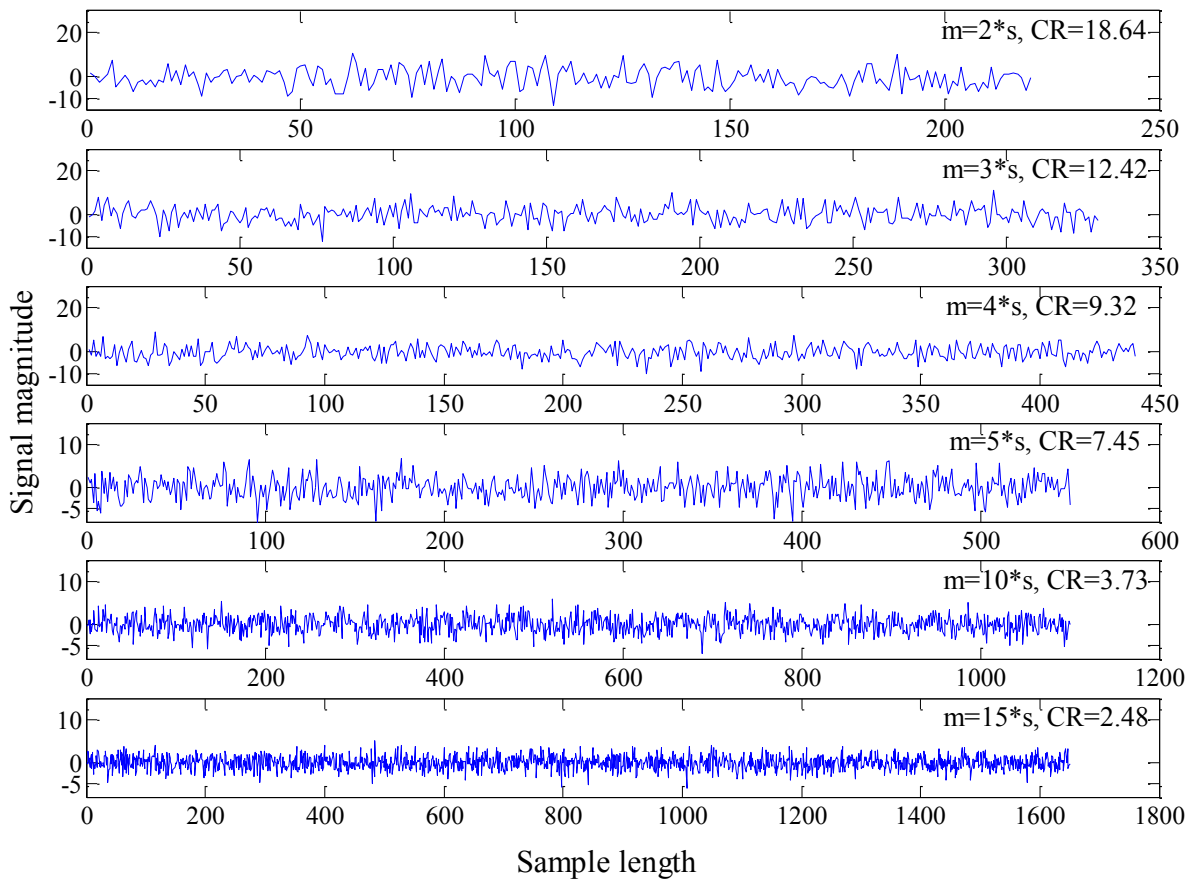 20
0
-10
m=2*s, CR=18.64
0 50 100 150 200 250
20
0
-10
m=3*s, CR=12.42
0 50 100 150 200 250 300 350
20
0
-10
m=4*s, CR=9.32
0 50 100 150 200 250 300 350 400 450
Signal magnitude
10
0
-5
m=5*s, CR=7.45
0 100 200 300 400 500 600
10
0
-5
m=10*s, CR=3.73
0 200 400 600 800 1000 1200
10
0
-5
m=15*s, CR=2.48
0 200 400 600 800 1000 1200 1400 1600 1800
Sample length